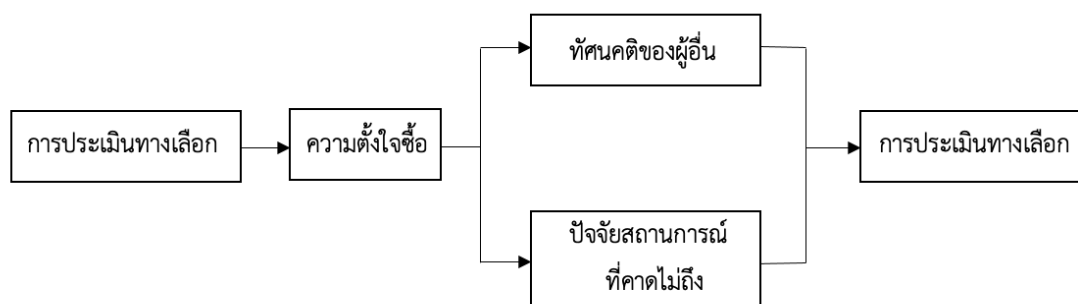 การประเมินทางเลือก
ความตั้งใจซื้อ
ทัศนคติของผู้อื่น
ปัจจัยสถานการณ์
ที่คาดไม่ถึง
การประเมินทางเลือก